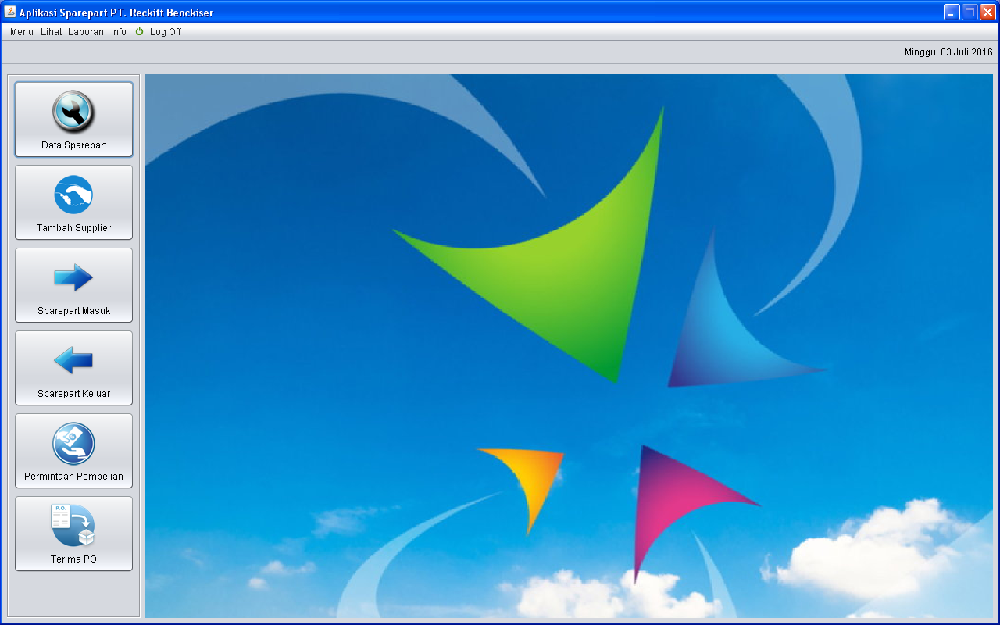 Aplikasi Sparepart PT. Reckitt Benckiser
Menu Lihat Laporan Info Log Off
Minggu, 03 Juli 2016
Data Sparepart
Tambah Supplier
Sparepart Masuk
Sparepart Keluar
Permintaan Pembelian
P.O.
Terima PO